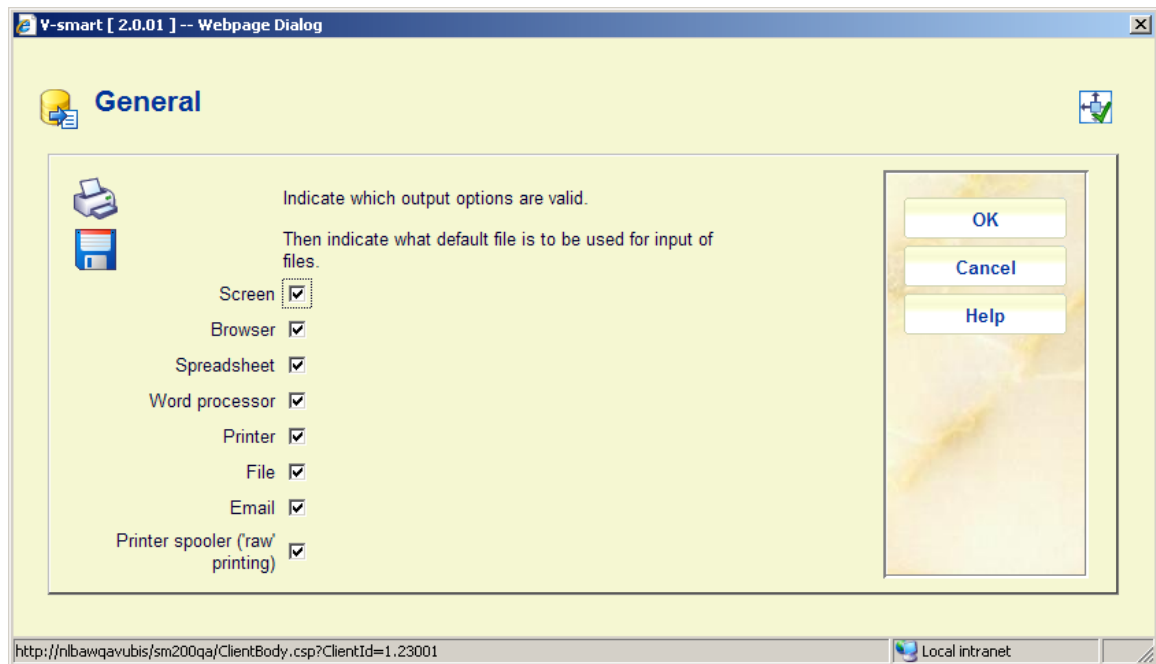 V-smart [ 2.0.01 ] -- Webpage Dialog
General
Indicate which output options are valid.
Then indicate what default file is to be used for input of
files.
Screen
Browser
Spreadsheet
Word processor
Printer
File
Email
Printer spooler ('raw'
printing)
OK
Cancel
Help
http://nlbawqavubis/sm200qa/ClientBody.csp?ClientId=1.23001
Local intranet